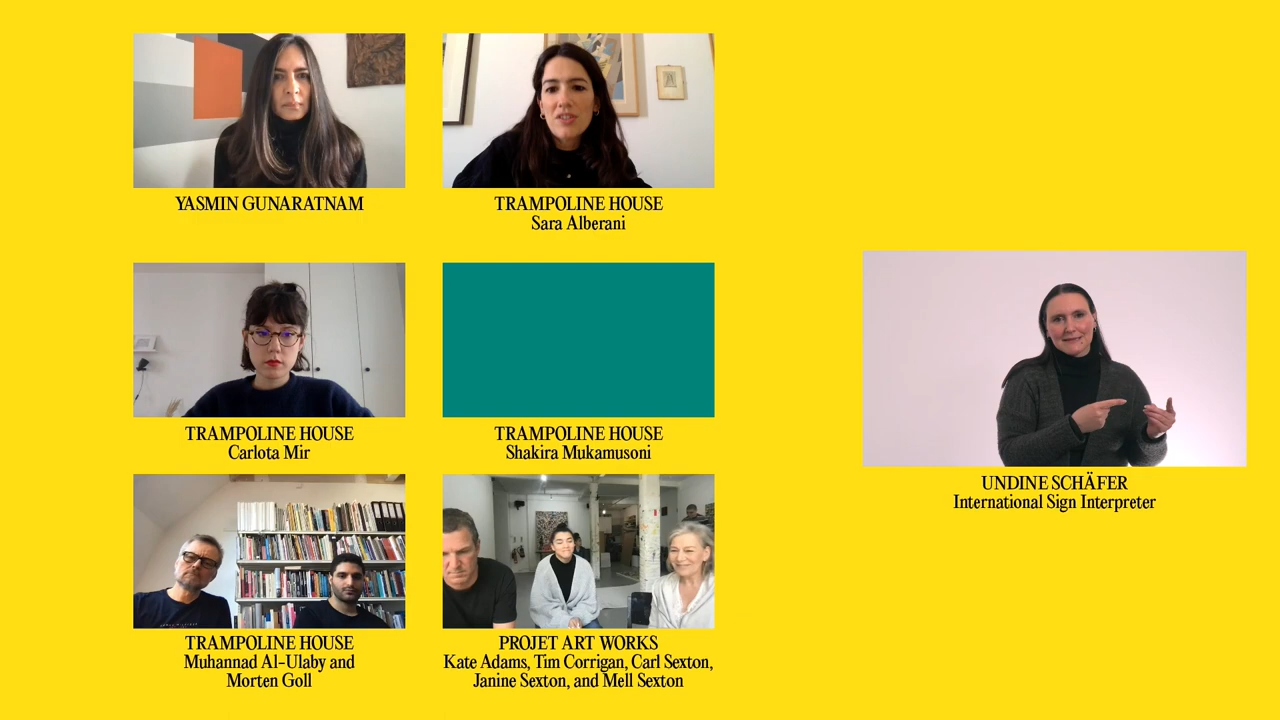 YASMIN GUNARATNAM
TRAMPOLINE HOUSE
Sara Alberani
TRAMPOLINE HOUSE
Carlota Mir
TRAMPOLINE HOUSE
Shakira Mukamusoni
UNDINE SCHÄFER
International Sign Interpreter
TRAMPOLINE HOUSE
Muhannad Al-Ulaby and
Morten Goll
PROJET ART WORKS
Kate Adams, Tim Corrigan, Carl Sexton,
Janine Sexton, and Mell Sexton